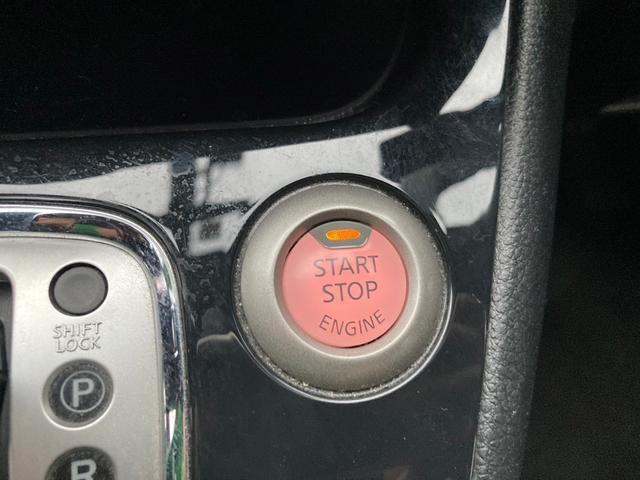 START
STOP
ENGINE
SHIFT
LOCK
P
R